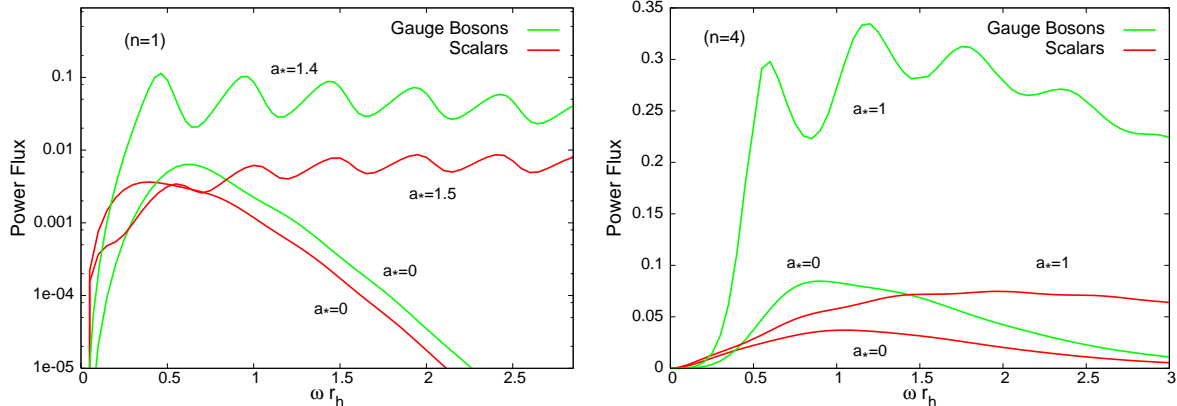 (n=1)
Gauge Bosons
Scalars
a*=1.4
a*=1.5
a*=0
a*=0
Power Flux
0.1
0.01
0.001
1e-04
1e-05
0
0.5
1
1.5
2
2.5
ω r_h
(n=4)
Gauge Bosons
Scalars
a*=1
a*=0
a*=1
a*=0
Power Flux
0.35
0.3
0.25
0.2
0.15
0.1
0.05
0
0
0.5
1
1.5
2
2.5
3
ω r_h